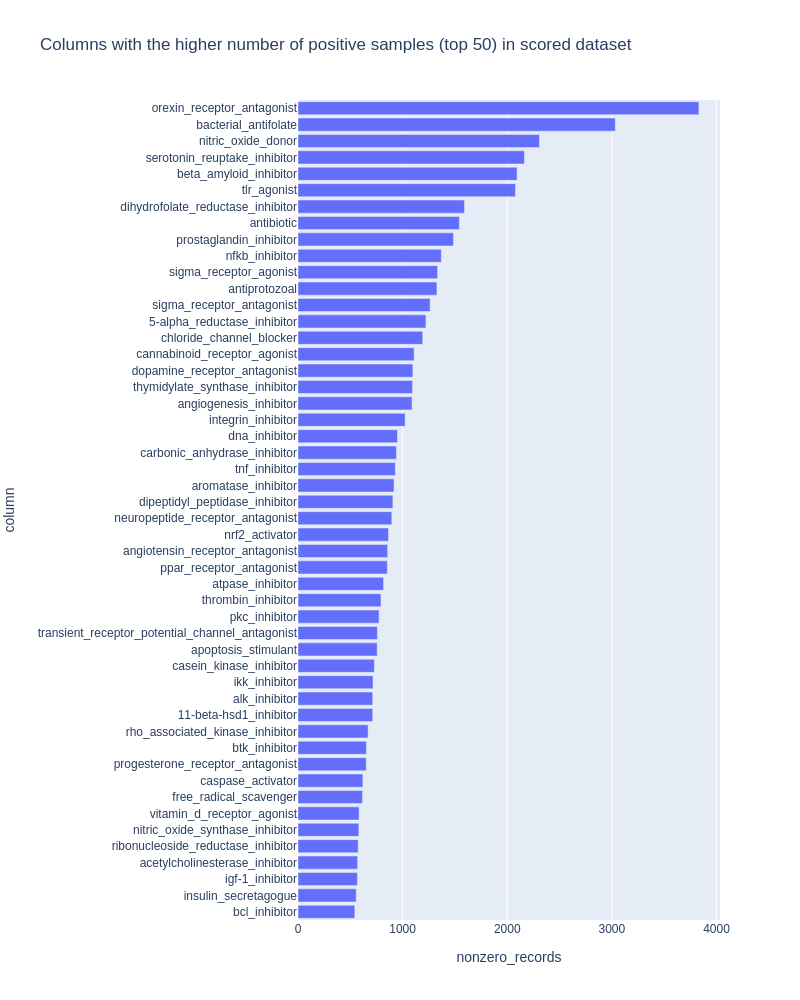 Columns with the higher number of positive samples (top 50) in scored dataset
orexin_receptor_antagonist
bacterial_antifolate
nitric_oxide_donor
serotonin_reuptake_inhibitor
beta_amyloid_inhibitor
tlr_agonist
dihydrofolate_reductase_inhibitor
antibiotic
prostaglandin_inhibitor
nfkb_inhibitor
sigma_receptor_agonist
antiprotozoal
sigma_receptor_antagonist
5-alpha_reductase_inhibitor
chloride_channel_blocker
cannabinoid_receptor_agonist
dopamine_receptor_antagonist
thymidylate_synthase_inhibitor
angiogenesis_inhibitor
integrin_inhibitor
dna_inhibitor
carbonic_anhydrase_inhibitor
tnf_inhibitor
aromatase_inhibitor
dipeptidyl_peptidase_inhibitor
neuropeptide_receptor_antagonist
nrf2_activator
angiotensin_receptor_antagonist
ppar_receptor_antagonist
atpase_inhibitor
thrombin_inhibitor
pkc_inhibitor
transient_receptor_potential_channel_antagonist
apoptosis_stimulant
casein_kinase_inhibitor
ikk_inhibitor
alk_inhibitor
11-beta-hsd1_inhibitor
rho_associated_kinase_inhibitor
btk_inhibitor
progesterone_receptor_antagonist
caspase_activator
free_radical_scavenger
vitamin_d_receptor_agonist
nitric_oxide_synthase_inhibitor
ribonucleoside_reductase_inhibitor
acetylcholinesterase_inhibitor
igf-1_inhibitor
insulin_secretagogue
bcl_inhibitor
column
0 1000 2000 3000 4000
nonzero_records